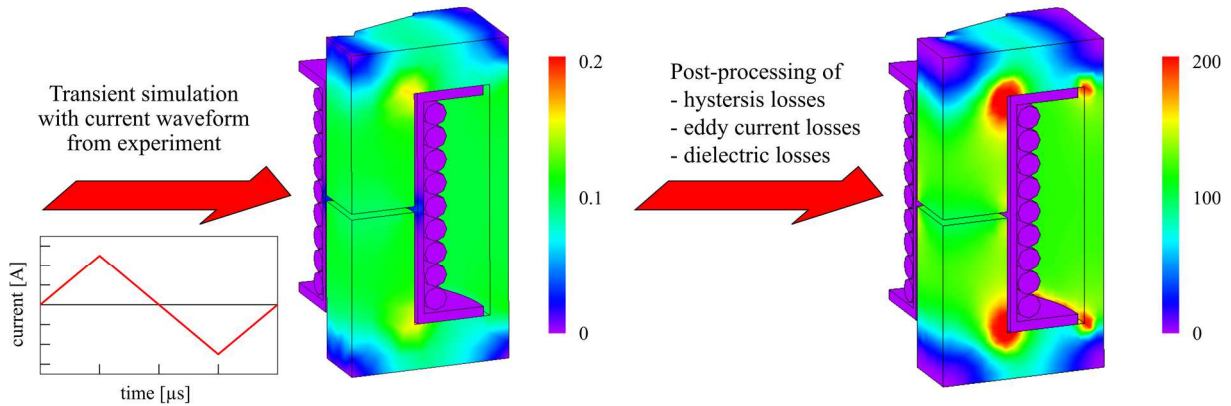 Transient simulation
with current waveform
from experiment
current [A]
time [µs]
0.2
0.1
0
Post-processing of
- hystersis losses
- eddy current losses
- dielectric losses
200
100
0